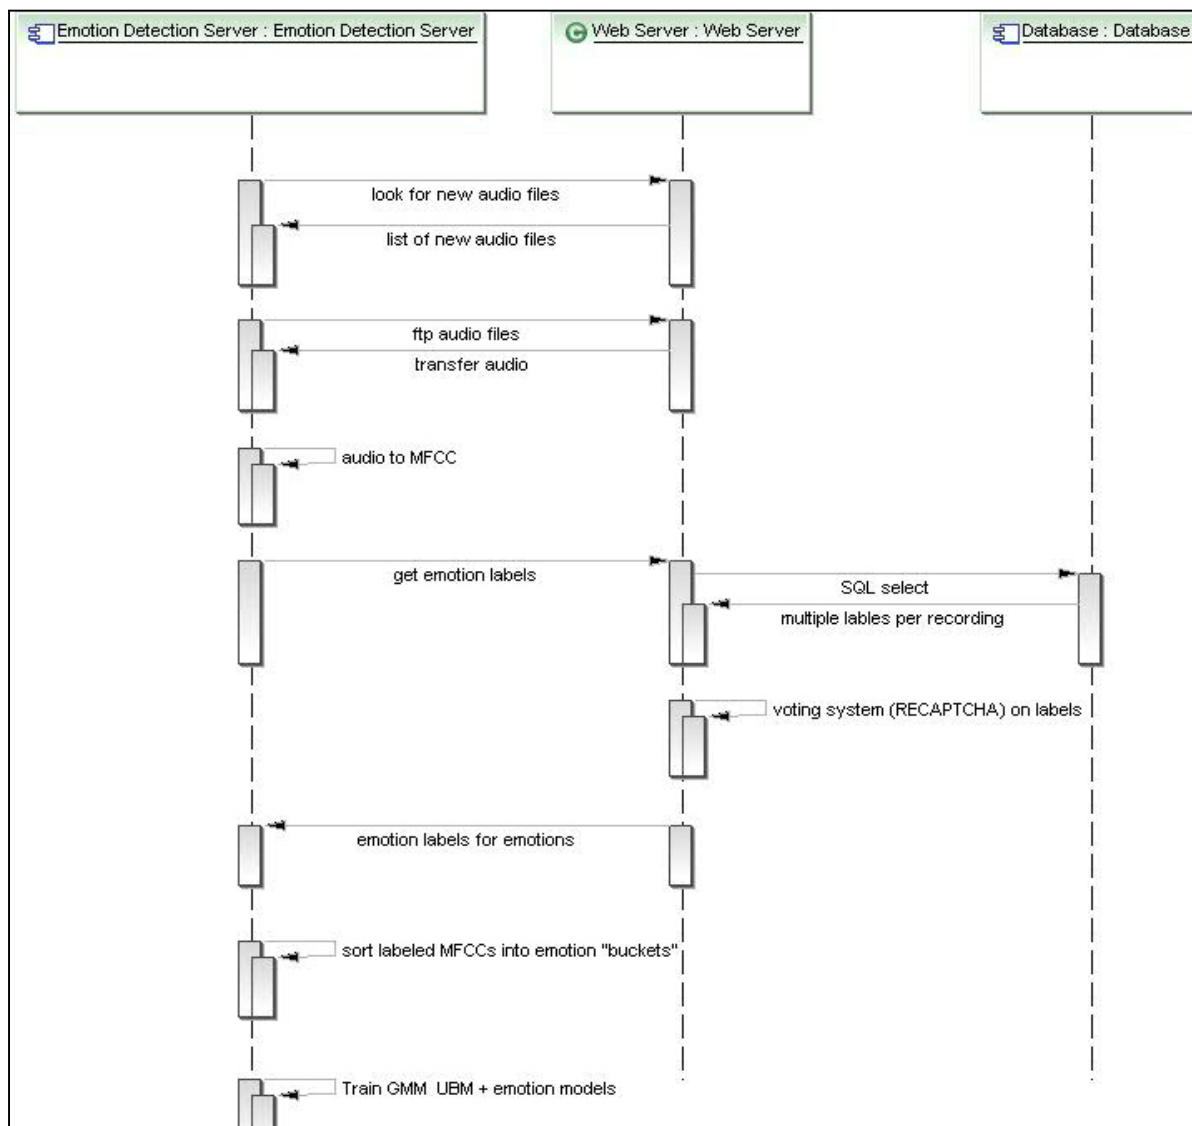 Emotion Detection Server : Emotion Detection Server
Web Server : Web Server
Database : Database
look for new audio files
list of new audio files
ftp audio files
transfer audio
audio to MFCC
get emotion labels
SQL select
multiple lables per recording
voting system (RECAPTCHA) on labels
emotion labels for emotions
sort labeled MFCCs into emotion "buckets"
Train GMM UBM + emotion models